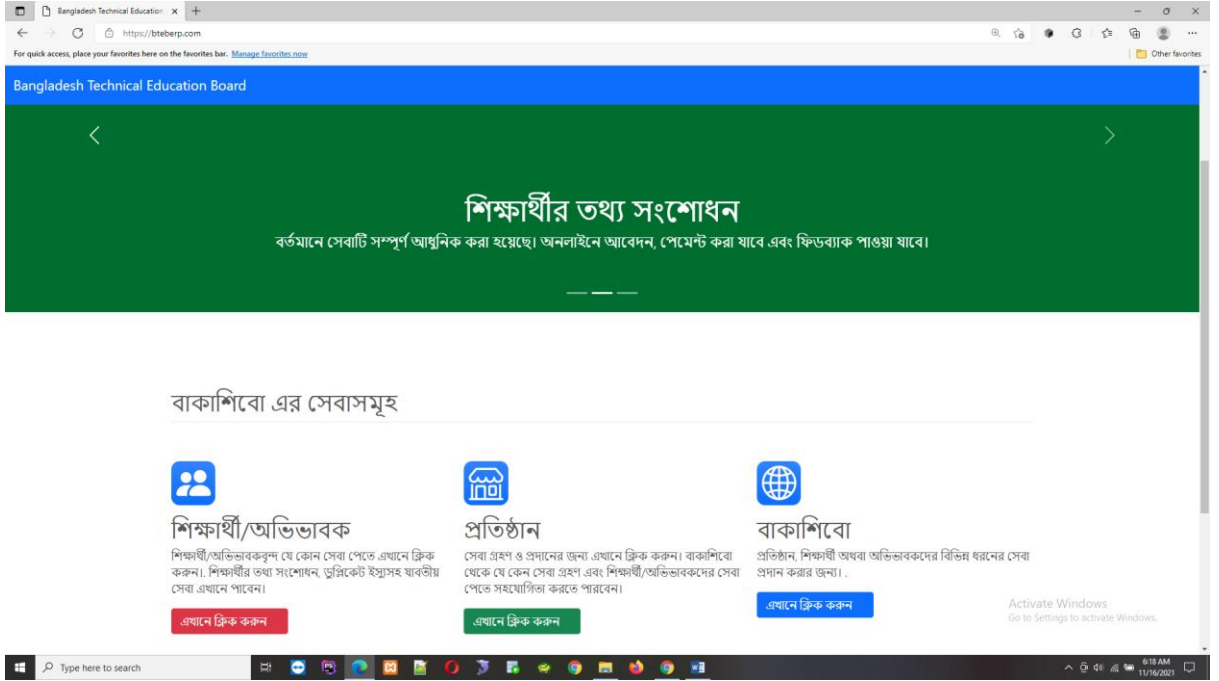 Bangladesh Technical Education
https://bteberp.com
For quick access, place your favorites here on the favorites bar. Manage favorites now
Other favorites
Bangladesh Technical Education Board
শিক্ষার্থীর তথ্য সংশোধন
বর্তমানে সেবাটি সম্পূর্ণ আধুনিক করা হয়েছে। অনলাইনে আবেদন, পেমেন্ট করা যাবে এবং ফিডব্যাক পাওয়া যাবে।
বাকাশিবো এর সেবাসমূহ
শিক্ষার্থী/অভিভাবক
শিক্ষার্থী/অভিভাবকবৃন্দ যে কোন সেবা পেতে এখানে ক্লিক
করুন।. শিক্ষার্থীর তথ্য সংশোধন, ডুপ্লিকেট ইস্যুসহ যাবতীয়
সেবা এখানে পাবেন।
এখানে ক্লিক করুন
প্রতিষ্ঠান
সেবা গ্রহণ ও প্রদানের জন্য এখানে ক্লিক করুন। বাকাশিবো
থেকে যে কেন সেবা গ্রহণ এবং শিক্ষার্থী/অভিভাবকদের সেবা
পেতে সহযোগিতা করতে পারবেন।
এখানে ক্লিক করুন
বাকাশিবো
প্রতিষ্ঠান, শিক্ষার্থী অথবা অভিভাবকদের বিভিন্ন ধরনের সেবা
প্রদান করার জন্য। .
এখানে ক্লিক করুন
Activate Windows
Go to Settings to activate Windows.
Type here to search
6:18 AM
11/16/2021